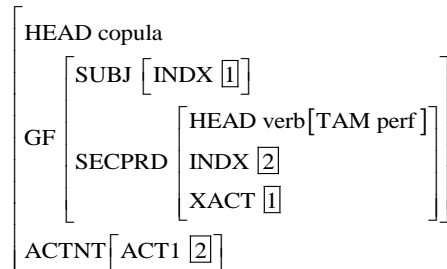 HEAD copula
SUBJ [INDX 1]
GF
HEAD verb[TAM perf]
SECPRD
INDX 2
XACT 1
ACTNT [ACT1 2]